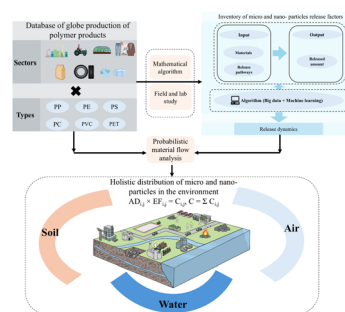 Database of globe production of
polymer products
Sectors
Types
PP
PE
PS
PC
PVC
PET
Mathematical
algorithm
Field and lab
study
Inventory of micro and nano- particles release factors
Input
Materials
Release
pathways
Output
Released
amount
Algorithm (Big data + Machine learning)
Release dynamics
Probabilistic
material flow
analysis
Holistic distribution of micro and nano-
particles in the environment
ADᵢ,ⱼ × EFᵢ,ⱼ = Cᵢ,ⱼ, C = Σ Cᵢ,ⱼ
Soil
Air
Water